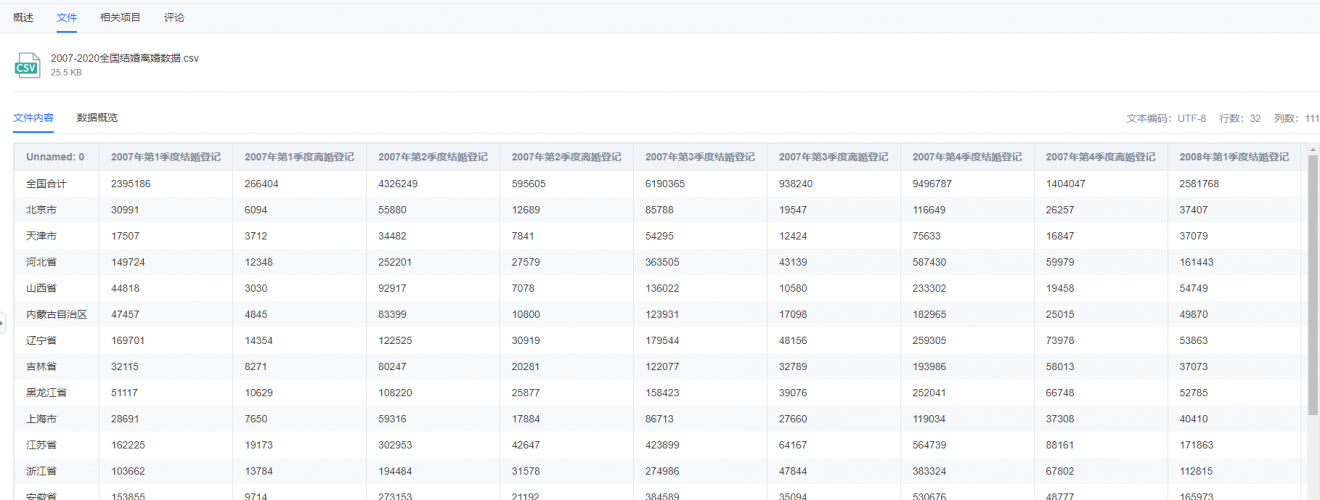 概述 文件 相关项目 评论
CSV
2007-2020全国结婚离婚数据.csv
25.5 KB
文件内容 数据概览 文本编码: UTF-8 行数: 32 列数: 111
Unnamed: 0 2007年第1季度结婚登记 2007年第1季度离婚登记 2007年第2季度结婚登记 2007年第2季度离婚登记 2007年第3季度结婚登记 2007年第3季度离婚登记 2007年第4季度结婚登记 2007年第4季度离婚登记 2008年第1季度结婚登记
全国合计 2395186 266404 4326249 595605 6190365 938240 9496787 1404047 2581768
北京市 30991 6094 55880 12689 85788 19547 116649 26257 37407
天津市 17507 3712 34482 7841 54295 12424 75633 16847 37079
河北省 149724 12348 252201 27579 363505 43139 587430 59979 161443
山西省 44818 3030 92917 7078 136022 10580 233302 19458 54749
内蒙古自治区 47457 4845 83399 10800 123931 17098 182965 25015 49870
辽宁省 169701 14354 122525 30919 179544 48156 259305 73978 53863
吉林省 32115 8271 80247 20281 122077 32789 193986 58013 37073
黑龙江省 51117 10629 108220 25877 158423 39076 252041 66748 52785
上海市 28691 7650 59316 17884 86713 27660 119034 37308 40410
江苏省 162225 19173 302953 42647 423899 64167 564739 88161 171863
浙江省 103662 13784 194484 31578 274986 47844 383324 67802 112815
安徽省 153855 9714 273153 21192 384589 35094 530676 48777 165973